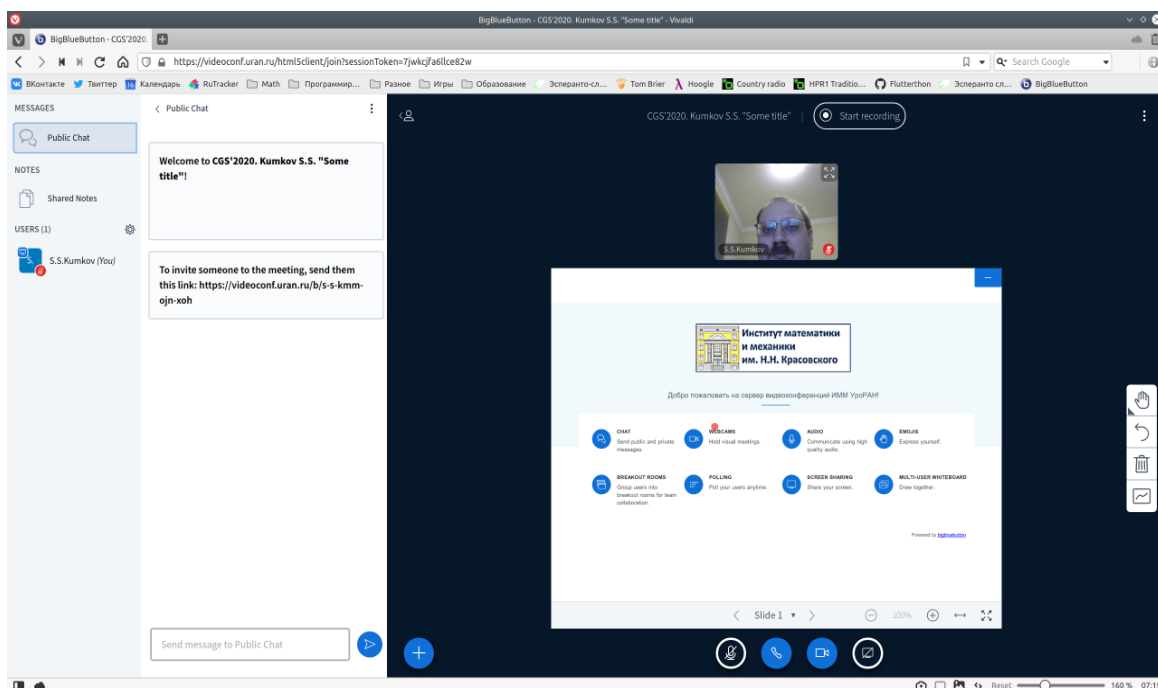 BigBlueButton - CGS'2020. Kumkov S.S. "Some title" - Vivaldi
BigBlueButton - CGS'2020.
https://videoconf.uran.ru/html5client/join?sessionToken=7jwkcjfa6llce82w
Search Google
ВКонтакте
Твиттер
Календарь
RuTracker
Math
Программир...
Разное
Игры
Образование
Эсперанто-сл...
Tom Brier
Hoogle
Country radio
HPR1 Traditio...
Flutterthon
Эсперанто сл...
BigBlueButton
MESSAGES
Public Chat
NOTES
Shared Notes
USERS (1)
S.
S.S.Kumkov (You)
Public Chat
Welcome to CGS'2020. Kumkov S.S. "Some
title"!
To invite someone to the meeting, send them
this link: https://videoconf.uran.ru/b/s-s-kmm-
ojn-xoh
Send message to Public Chat
CGS'2020. Kumkov S.S. "Some title"
Start recording
S.S.Kumkov
Институт математики
и механики
им. Н.Н. Красовского
Добро пожаловать на сервер видеоконференций ИММ УроРАН!
CHAT
Send public and private
messages.
WEBCAMS
Hold visual meetings.
AUDIO
Communicate using high
quality audio.
EMOJIS
Express yourself.
BREAKOUT ROOMS
Group users into
breakout rooms for team
collaboration.
POLLING
Poll your users anytime.
SCREEN SHARING
Share your screen.
MULTI-USER WHITEBOARD
Draw together.
Powered by bigbluebutton
Slide 1
100%
Reset
160 %